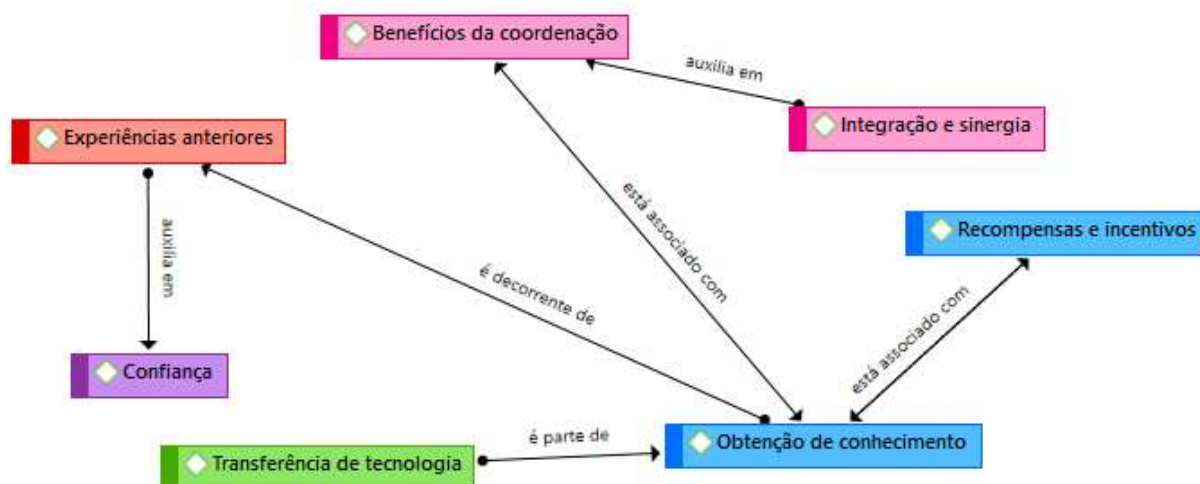 Benefícios da coordenação
auxilia em
Integração e sinergia
Experiências anteriores
está associado com
auxilia em
Recompensas e incentivos
é decorrente de
está associado com
Confiança
é parte de
Obtenção de conhecimento
Transferência de tecnologia